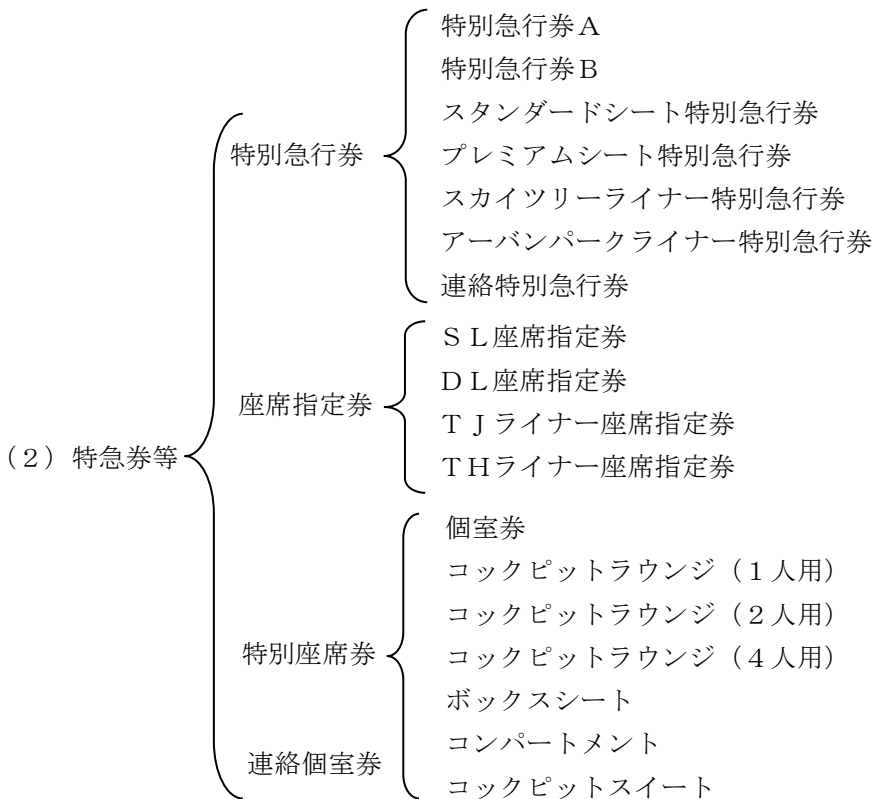 （２）特急券等
特別急行券
特別急行券Ａ
特別急行券Ｂ
スタンダードシート特別急行券
プレミアムシート特別急行券
スカイツリーライナー特別急行券
アーバンパークライナー特別急行券
連絡特別急行券
座席指定券
ＳＬ座席指定券
ＤＬ座席指定券
ＴＪライナー座席指定券
ＴＨライナー座席指定券
特別座席券
個室券
コックピットラウンジ（１人用）
コックピットラウンジ（２人用）
コックピットラウンジ（４人用）
ボックスシート
コンパートメント
コックピットスイート
連絡個室券